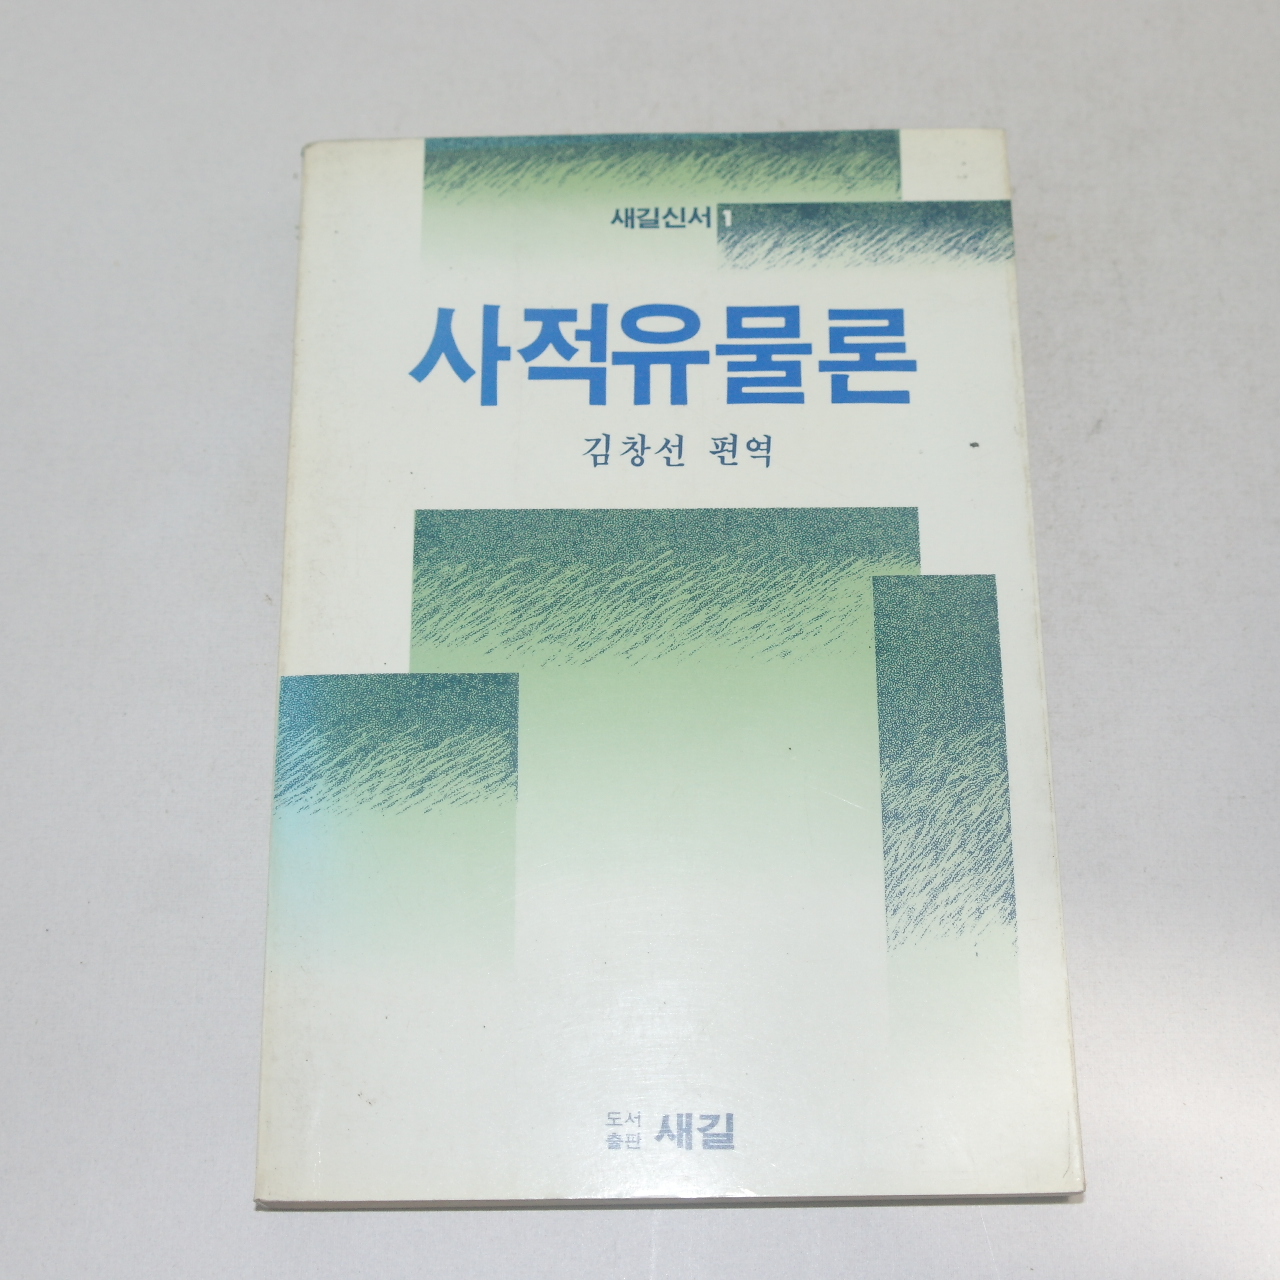 새길신서 1
사적유물론
김창선 편역
도서
출판 새길